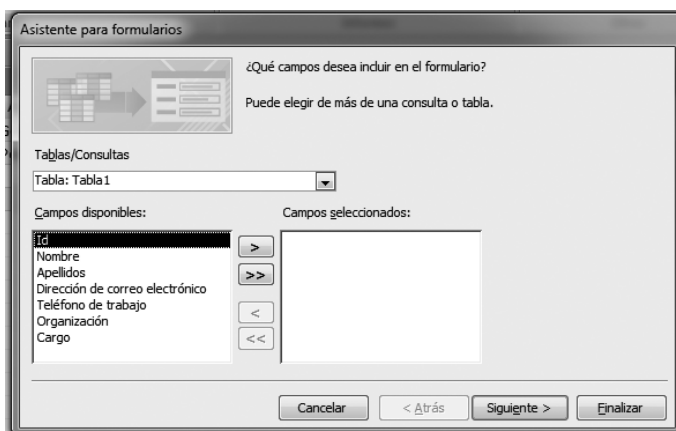 Asistente para formularios
¿Qué campos desea incluir en el formulario?
Puede elegir de más de una consulta o tabla.
Tablas/Consultas
Tabla: Tabla1
Campos disponibles:
Campos seleccionados:
Id
Nombre
Apellidos
Dirección de correo electrónico
Teléfono de trabajo
Organización
Cargo
>
>>
<
<<
Cancelar
< Atrás
Siguiente >
Finalizar